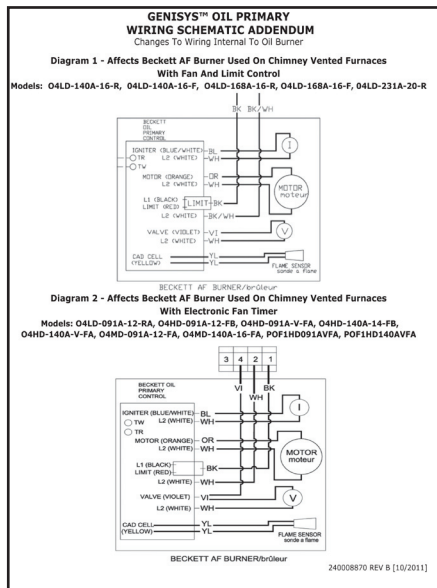 GENISYS™ OIL PRIMARY
WIRING SCHEMATIC ADDENDUM
Changes To Wiring Internal To Oil Burner
Diagram 1 - Affects Beckett AF Burner Used On Chimney Vented Furnaces
With Fan And Limit Control
Models: O4LD-140A-16-R, 04LD-140A-16-F, O4LD-168A-16-R, O4LD-168A-16-F, 04LD-231A-20-R
BK BK/WH
BECKETT
OIL
PRIMARY
CONTROL
IGNITER (BLUE/WHITE) BL
I
TR
L2 (WHITE) WH
TW
MOTOR (ORANGE) OR
L2 (WHITE) WH
MOTOR
moteur
L1 (BLACK)
LIMIT (RED)
LIMIT BK
L2 (WHITE) BK/WH
VALVE (VIOLET) VI
V
L2 (WHITE) WH
CAD CELL YL
(YELLOW) YL
FLAME SENSOR
sonde a flame
BECKETT AF BURNER/brûleur
Diagram 2 - Affects Beckett AF Burner Used On Chimney Vented Furnaces
With Electronic Fan Timer
Models: O4LD-091A-12-RA, O4HD-091A-12-FB, O4HD-091A-V-FA, O4HD-140A-14-FB,
O4HD-140A-V-FA, O4MD-091A-12-FA, O4MD-140A-16-FA, POF1HD091AVFA, POF1HD140AVFA
3 4 2 1
VI WH BK
BECKETT OIL
PRIMARY
CONTROL
IGNITER (BLUE/WHITE) BL
I
TW
L2 (WHITE) WH
TR
MOTOR (ORANGE) OR
L2 (WHITE) WH
MOTOR
moteur
L1 (BLACK)
LIMIT (RED)
BK
L2 (WHITE) WH
VALVE (VIOLET) VI
V
L2 (WHITE) WH
CAD CELL YL
(YELLOW) YL
FLAME SENSOR
sonde a flame
BECKETT AF BURNER/brûleur
240008870 REV B [10/2011]